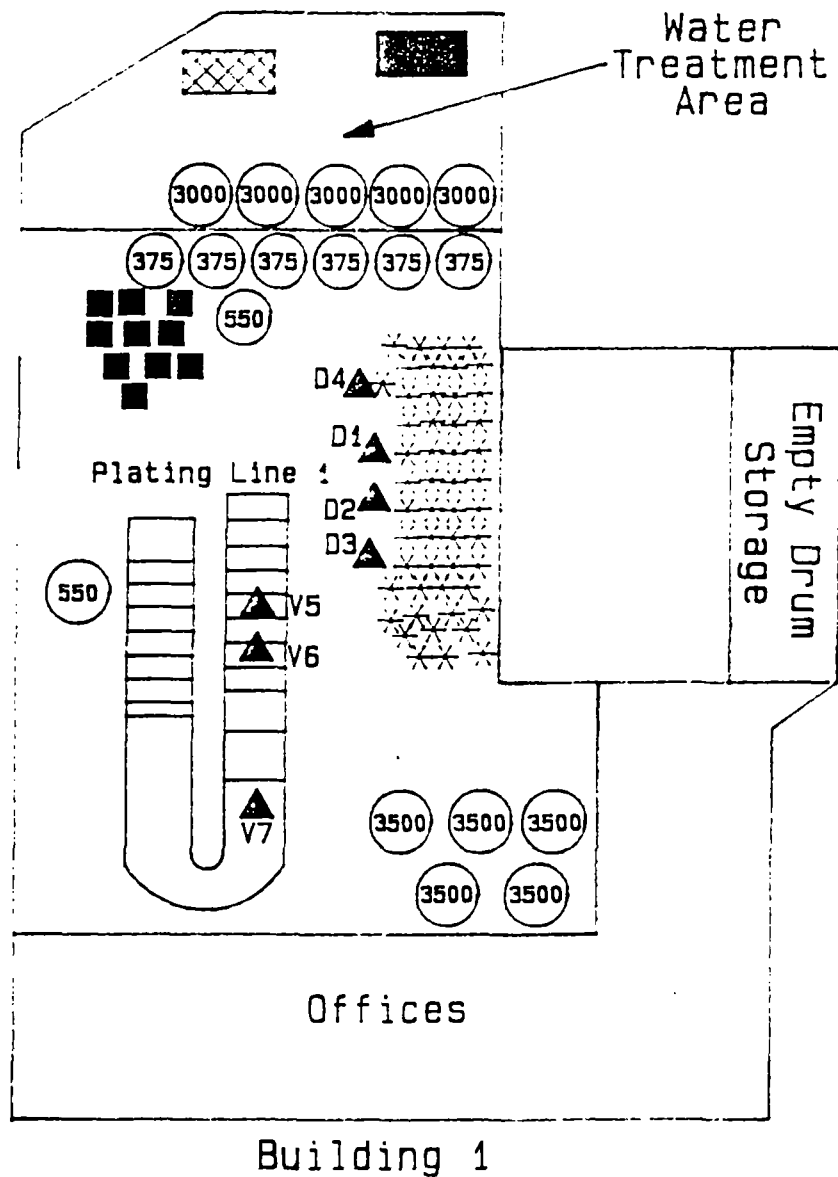 Water
Treatment
Area
3000 3000 3000 3000 3000
375 375 375 375 375 375
550
D4
D1
Plating Line 1
D2
D3
550
V5
V6
Empty Drum
Storage
V7
3500 3500 3500
3500 3500
Offices
Building 1